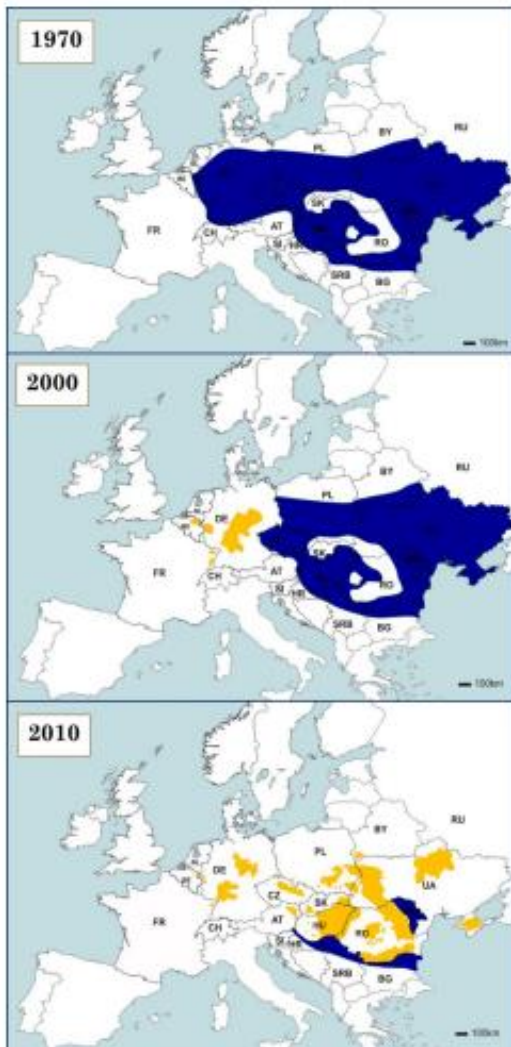 1970
RU
BY
PL
SK
FR
CH
AT
SI
HR
RO
SRB
BG
100km
2000
RU
BY
PL
DE
SK
FR
CH
AT
SI
HR
RO
SRB
BG
100km
2010
RU
BY
PL
DE
UA
CZ
SK
FR
AT
HU
CH
RO
SI
HR
SRB
BG
100km